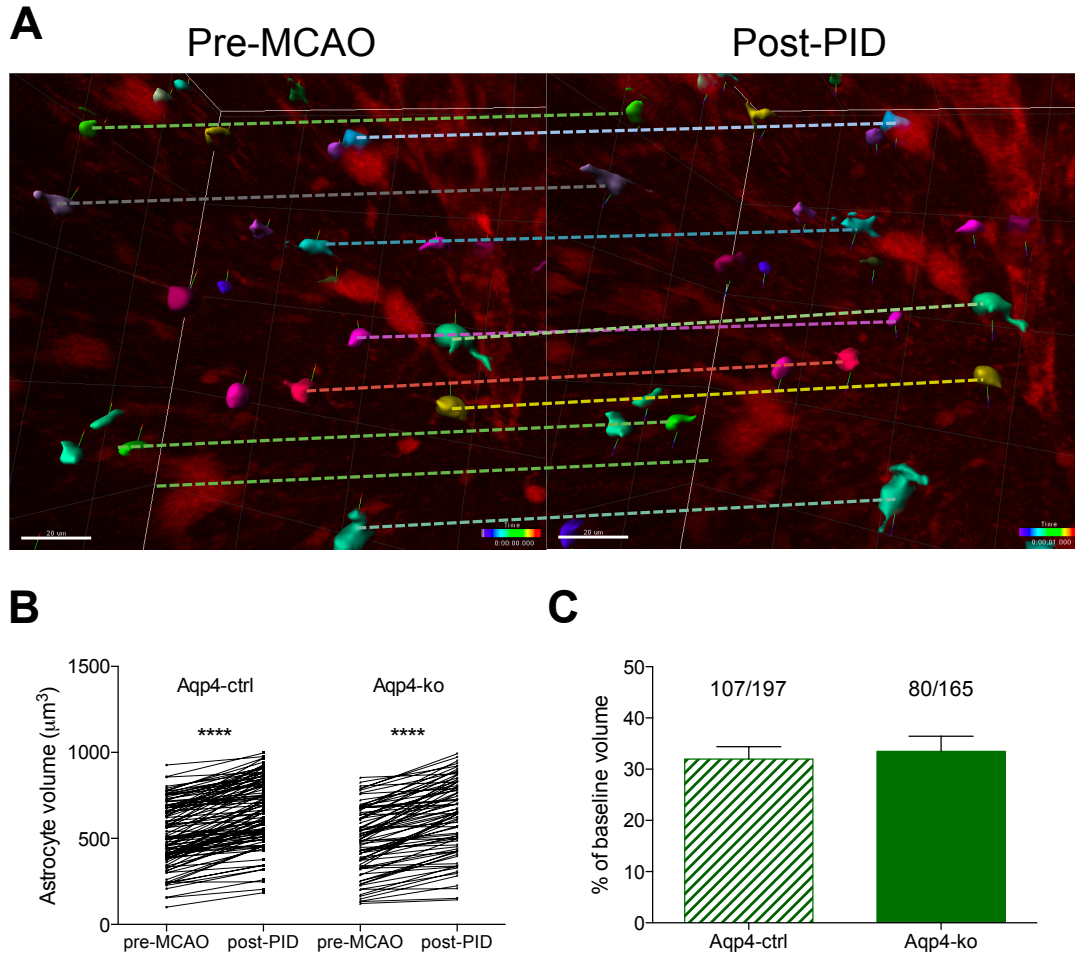 A
Pre-MCAO
Post-PID
20 um
Time
0:00:00.000
20 um
Time
0:00:01.000
B
1500
1000
500
0
Astrocyte volume (μm³)
Aqp4-ctrl
Aqp4-ko
****
****
pre-MCAO
post-PID
pre-MCAO
post-PID
C
50
40
30
20
10
0
% of baseline volume
107/197
80/165
Aqp4-ctrl
Aqp4-ko